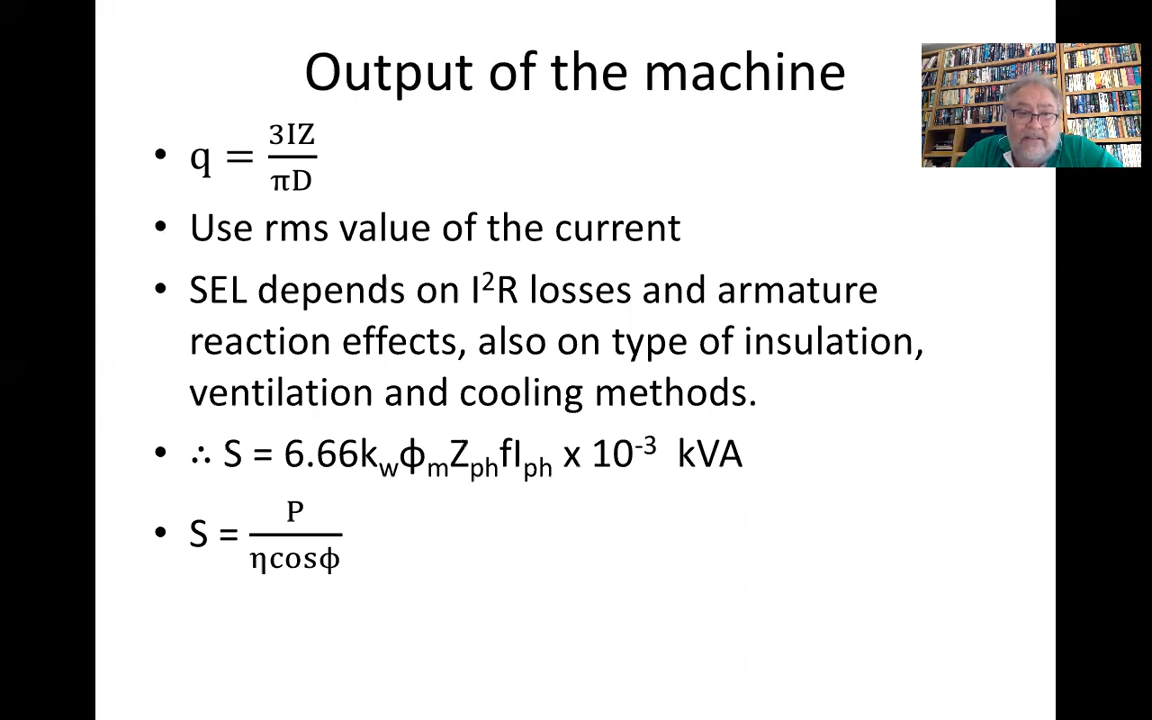 Output of the machine
• q = 3IZ / πD
• Use rms value of the current
• SEL depends on I²R losses and armature
reaction effects, also on type of insulation,
ventilation and cooling methods.
• ∴ S = 6.66k_wϕ_mZ_phfI_ph x 10⁻³ kVA
• S = P / ηcosϕ